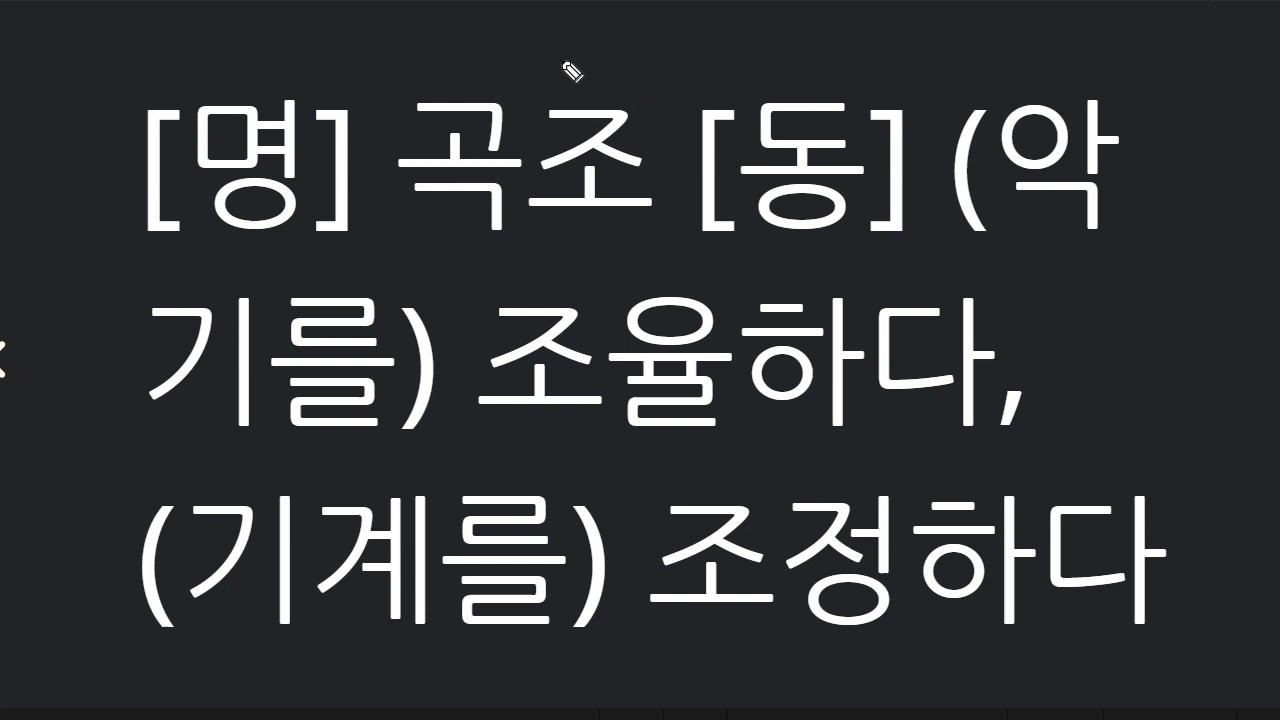 [명] 곡조 [동] (악
기를) 조율하다,
(기계를) 조정하다